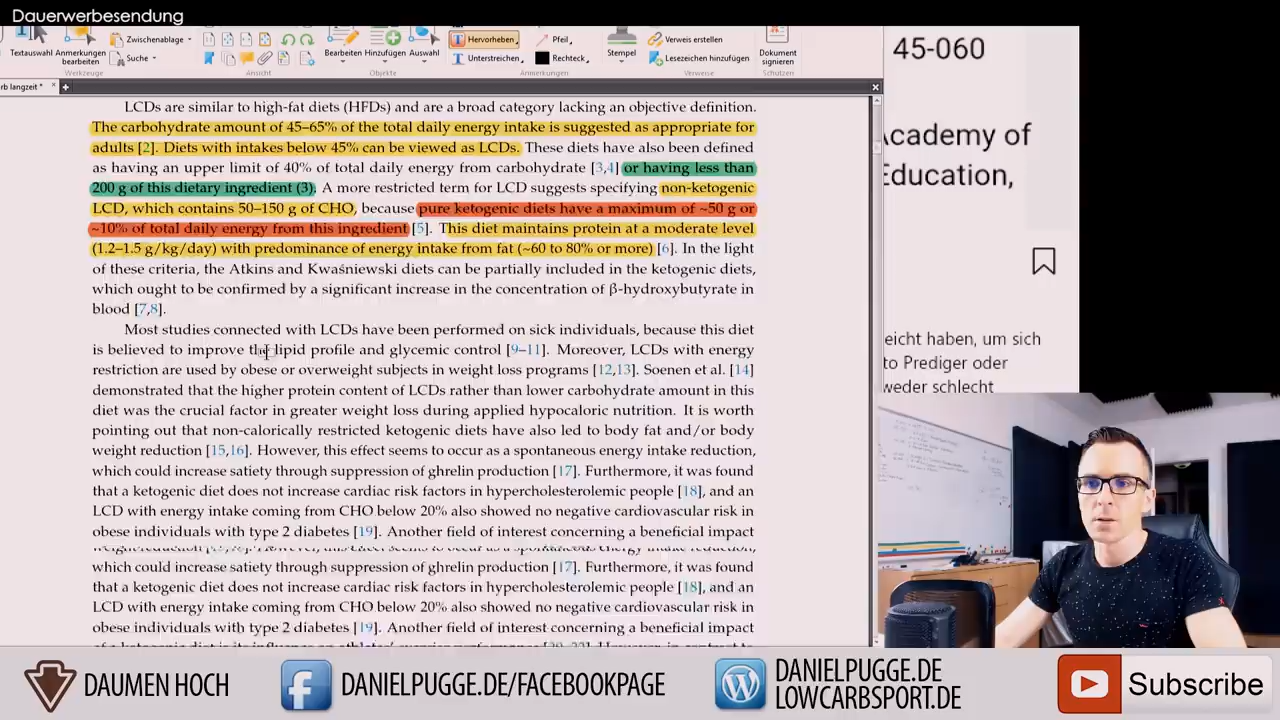 Dauerwerbesendung
Textauswahl
Anmerkungen
bearbeiten
Zwischenablage
Suche
Werkzeuge
Ansicht
Bearbeiten
Hinzufügen
Auswahl
Objekte
Hervorheben
Unterstreichen
Pfeil
Rechteck
Anmerkungen
Stempel
Verweis erstellen
Lesezeichen hinzufügen
Verweise
Dokument
signieren
Schützen
rb langzeit *
LCDs are similar to high-fat diets (HFDs) and are a broad category lacking an objective definition.
The carbohydrate amount of 45–65% of the total daily energy intake is suggested as appropriate for
adults [2]. Diets with intakes below 45% can be viewed as LCDs. These diets have also been defined
as having an upper limit of 40% of total daily energy from carbohydrate [3,4] or having less than
200 g of this dietary ingredient (3). A more restricted term for LCD suggests specifying non-ketogenic
LCD, which contains 50–150 g of CHO, because pure ketogenic diets have a maximum of ~50 g or
~10% of total daily energy from this ingredient [5]. This diet maintains protein at a moderate level
(1.2–1.5 g/kg/day) with predominance of energy intake from fat (~60 to 80% or more) [6]. In the light
of these criteria, the Atkins and Kwaśniewski diets can be partially included in the ketogenic diets,
which ought to be confirmed by a significant increase in the concentration of β-hydroxybutyrate in
blood [7,8].
Most studies connected with LCDs have been performed on sick individuals, because this diet
is believed to improve the lipid profile and glycemic control [9–11]. Moreover, LCDs with energy
restriction are used by obese or overweight subjects in weight loss programs [12,13]. Soenen et al. [14]
demonstrated that the higher protein content of LCDs rather than lower carbohydrate amount in this
diet was the crucial factor in greater weight loss during applied hypocaloric nutrition. It is worth
pointing out that non-calorically restricted ketogenic diets have also led to body fat and/or body
weight reduction [15,16]. However, this effect seems to occur as a spontaneous energy intake reduction,
which could increase satiety through suppression of ghrelin production [17]. Furthermore, it was found
that a ketogenic diet does not increase cardiac risk factors in hypercholesterolemic people [18], and an
LCD with energy intake coming from CHO below 20% also showed no negative cardiovascular risk in
obese individuals with type 2 diabetes [19]. Another field of interest concerning a beneficial impact
which could increase satiety through suppression of ghrelin production [17]. Furthermore, it was found
that a ketogenic diet does not increase cardiac risk factors in hypercholesterolemic people [18], and an
LCD with energy intake coming from CHO below 20% also showed no negative cardiovascular risk in
obese individuals with type 2 diabetes [19]. Another field of interest concerning a beneficial impact
45-060
Academy of
Education,
eicht haben, um sich
to Prediger oder
weder schlecht
DAUMEN HOCH
DANIELPUGGE.DE/FACEBOOKPAGE
DANIELPUGGE.DE
LOWCARBSPORT.DE
Subscribe